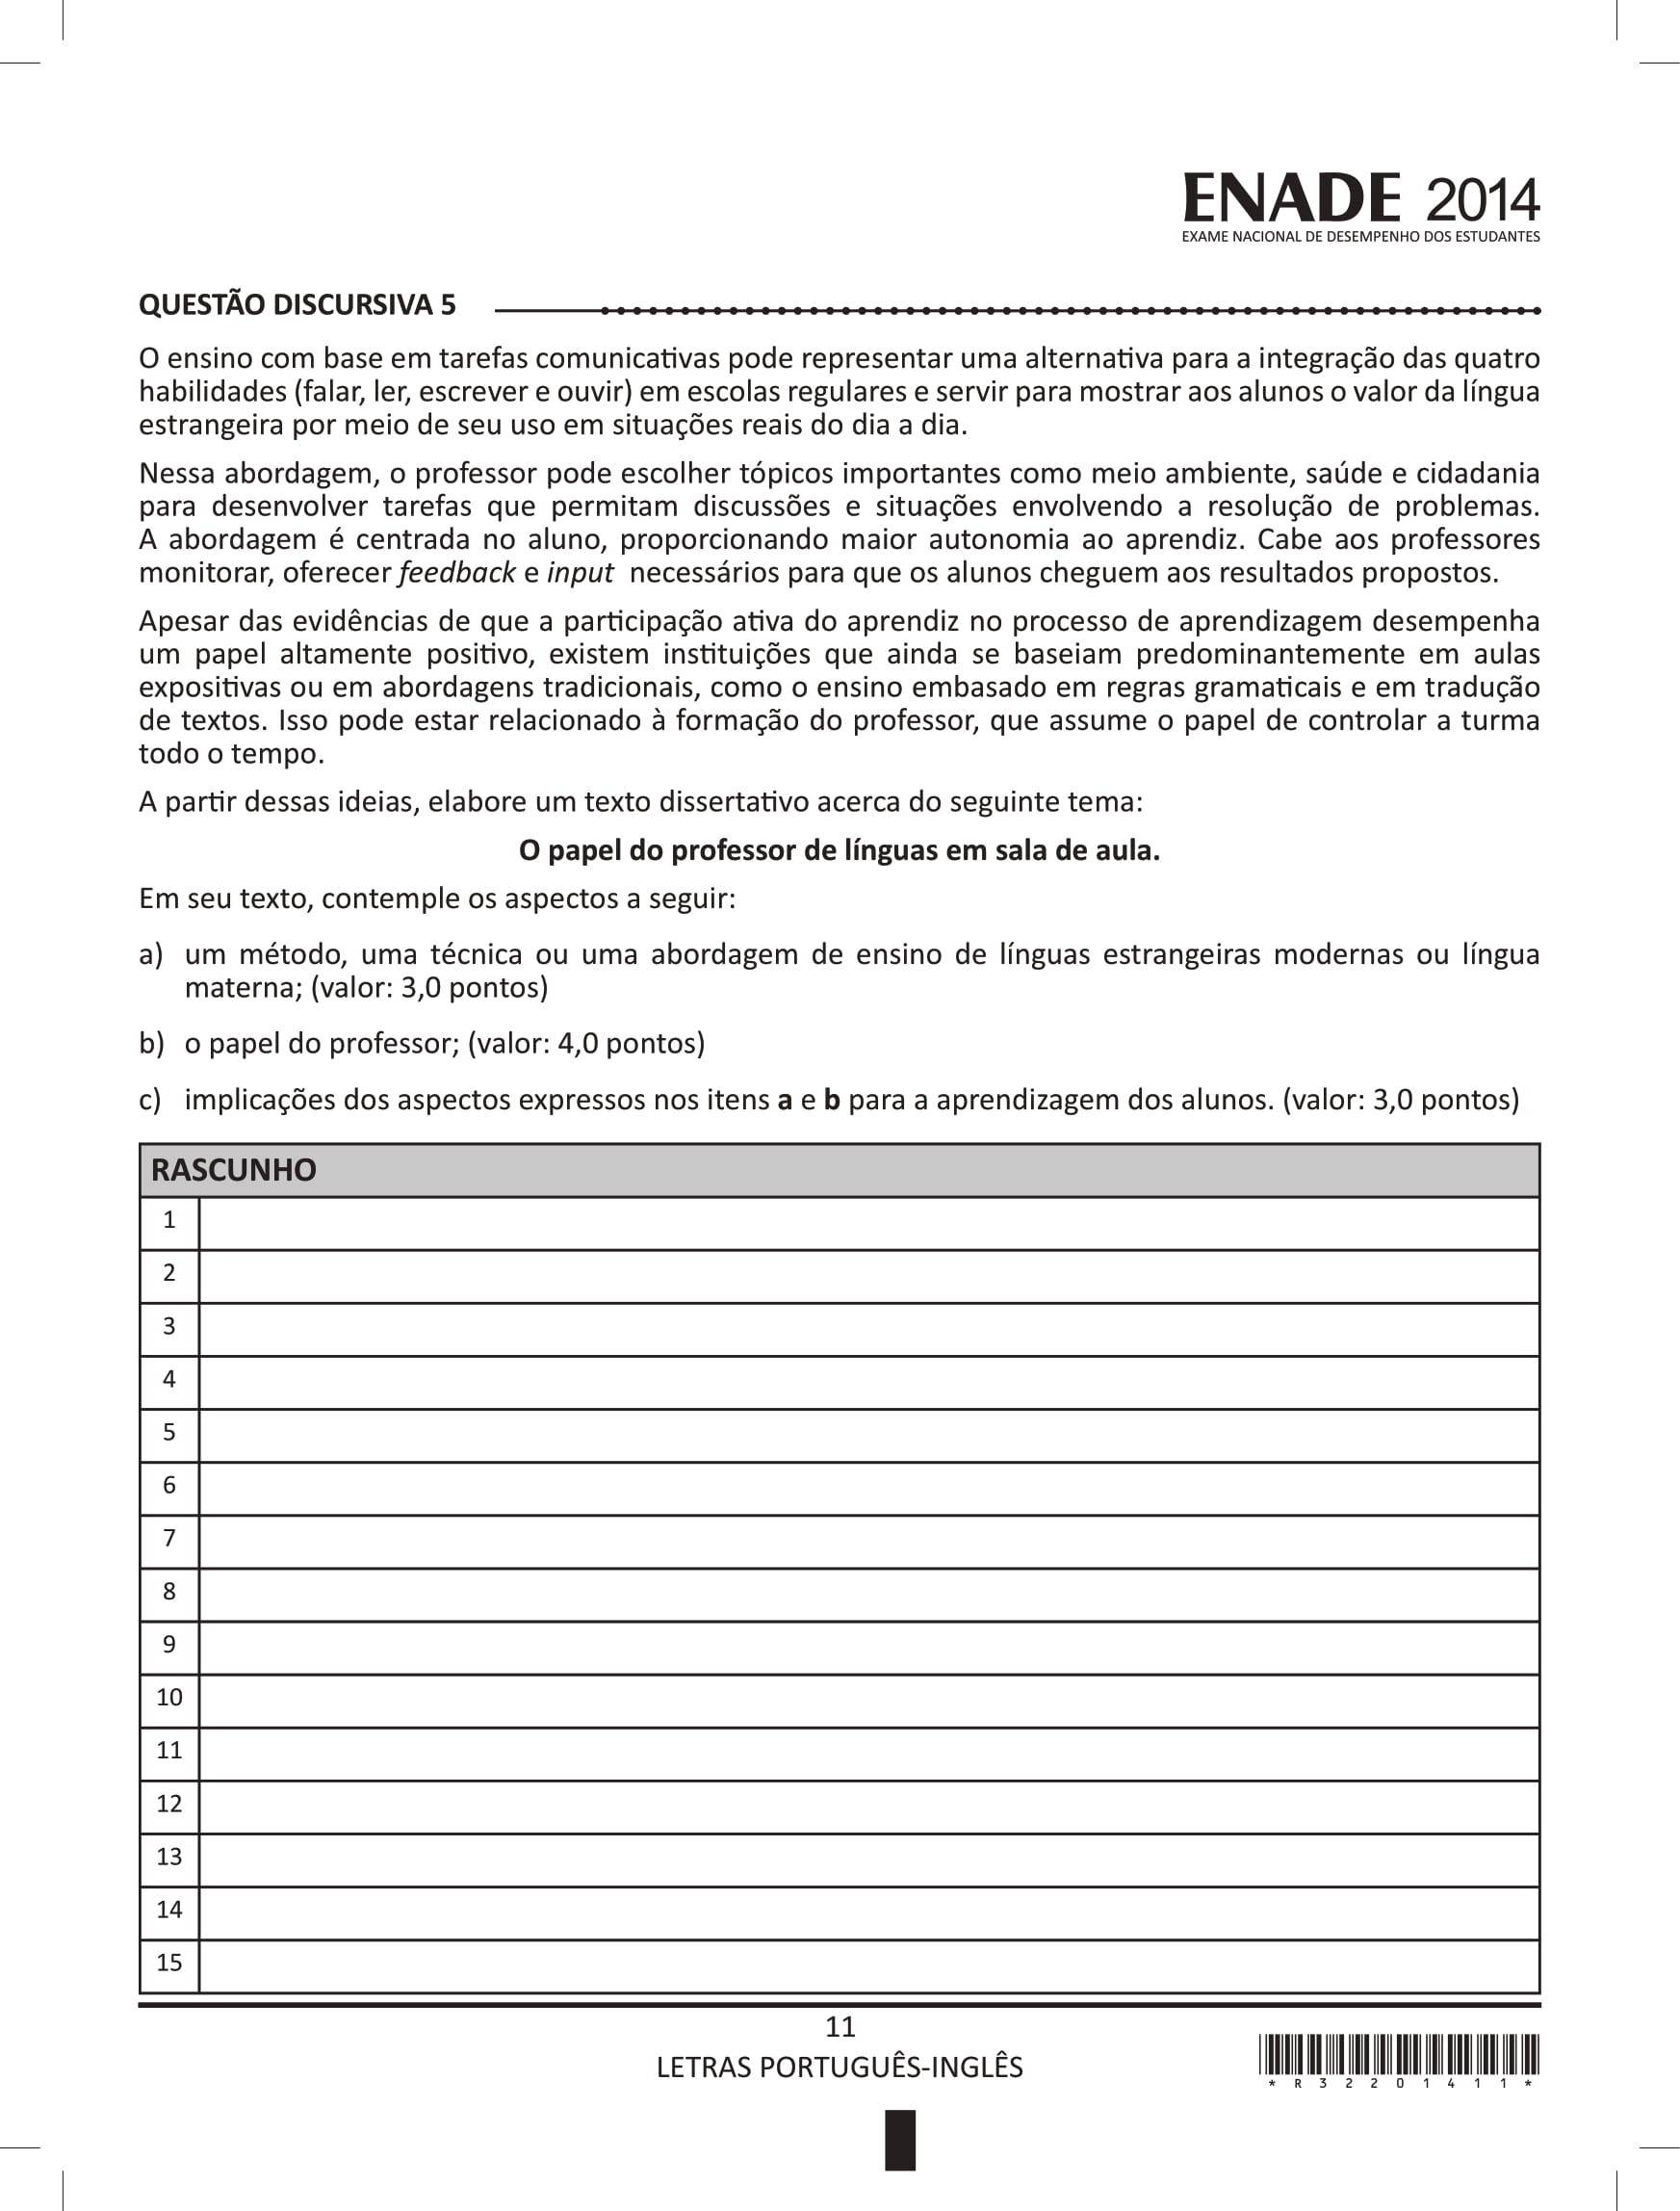 ENADE 2014
EXAME NACIONAL DE DESEMPENHO DOS ESTUDANTES
QUESTÃO DISCURSIVA 5
O ensino com base em tarefas comunicativas pode representar uma alternativa para a integração das quatro
habilidades (falar, ler, escrever e ouvir) em escolas regulares e servir para mostrar aos alunos o valor da língua
estrangeira por meio de seu uso em situações reais do dia a dia.
Nessa abordagem, o professor pode escolher tópicos importantes como meio ambiente, saúde e cidadania
para desenvolver tarefas que permitam discussões e situações envolvendo a resolução de problemas.
A abordagem é centrada no aluno, proporcionando maior autonomia ao aprendiz. Cabe aos professores
monitorar, oferecer feedback e input necessários para que os alunos cheguem aos resultados propostos.
Apesar das evidências de que a participação ativa do aprendiz no processo de aprendizagem desempenha
um papel altamente positivo, existem instituições que ainda se baseiam predominantemente em aulas
expositivas ou em abordagens tradicionais, como o ensino embasado em regras gramaticais e em tradução
de textos. Isso pode estar relacionado à formação do professor, que assume o papel de controlar a turma
todo o tempo.
A partir dessas ideias, elabore um texto dissertativo acerca do seguinte tema:
O papel do professor de línguas em sala de aula.
Em seu texto, contemple os aspectos a seguir:
a) um método, uma técnica ou uma abordagem de ensino de línguas estrangeiras modernas ou língua
materna; (valor: 3,0 pontos)
b) o papel do professor; (valor: 4,0 pontos)
c) implicações dos aspectos expressos nos itens a e b para a aprendizagem dos alunos. (valor: 3,0 pontos)
RASCUNHO
1
2
3
4
5
6
7
8
9
10
11
12
13
14
15
11
LETRAS PORTUGUÊS-INGLÊS
* R 3 2 2 0 1 4 1 1 *